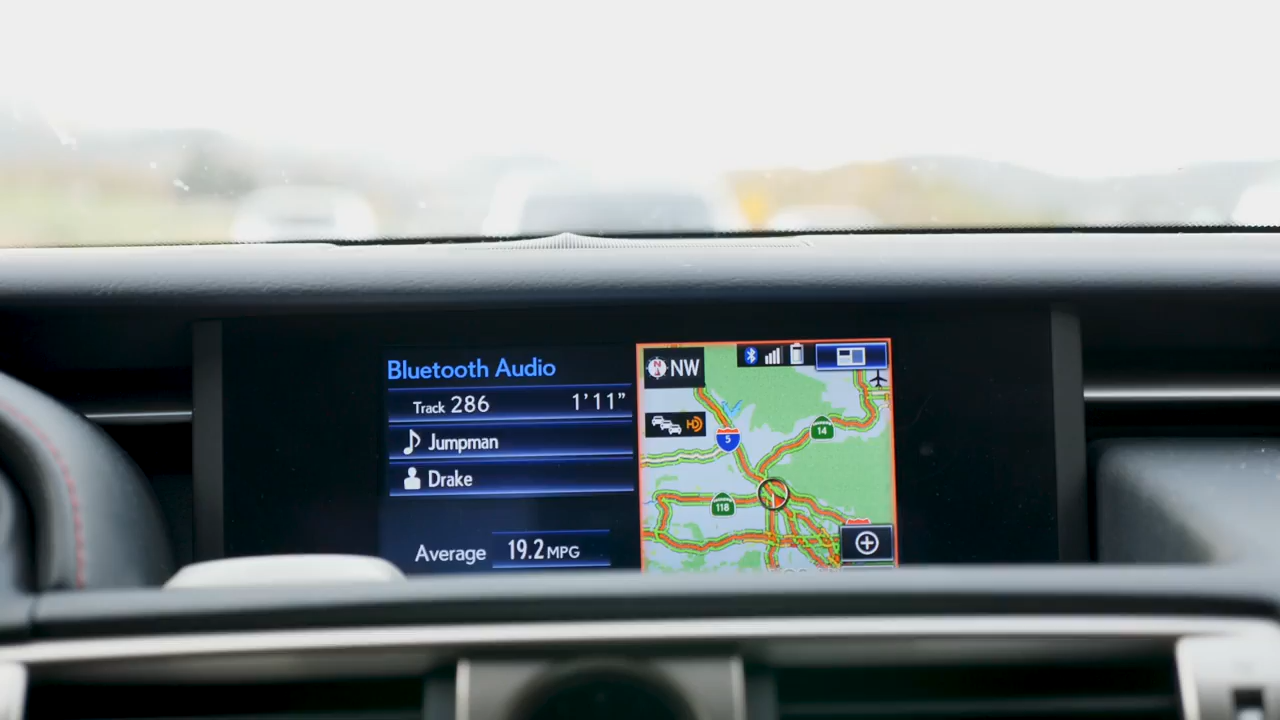 Bluetooth Audio
Track 286 1'11"
Jumpman
Drake
Average 19.2 MPG
NW
5
14
118